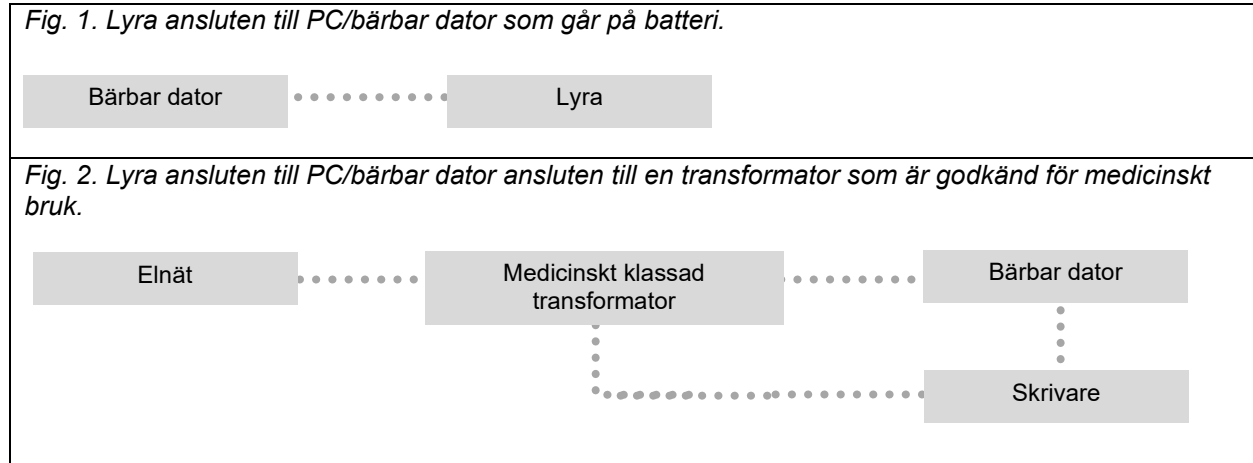 Fig. 1. Lyra ansluten till PC/bärbar dator som går på batteri.
Bärbar dator
Lyra
Fig. 2. Lyra ansluten till PC/bärbar dator ansluten till en transformator som är godkänd för medicinskt
bruk.
Elnät
Medicinskt klassad
transformator
Bärbar dator
Skrivare